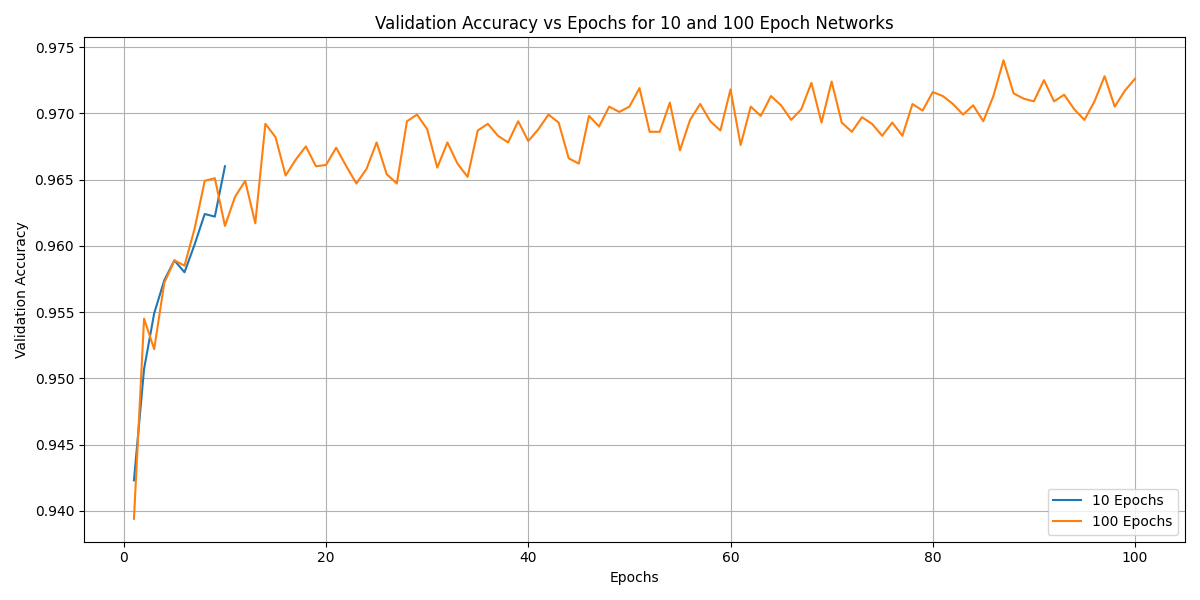 Validation Accuracy vs Epochs for 10 and 100 Epoch Networks
0.975
0.970
0.965
0.960
0.955
0.950
0.945
0.940
Validation Accuracy
0 20 40 60 80 100
Epochs
10 Epochs
100 Epochs